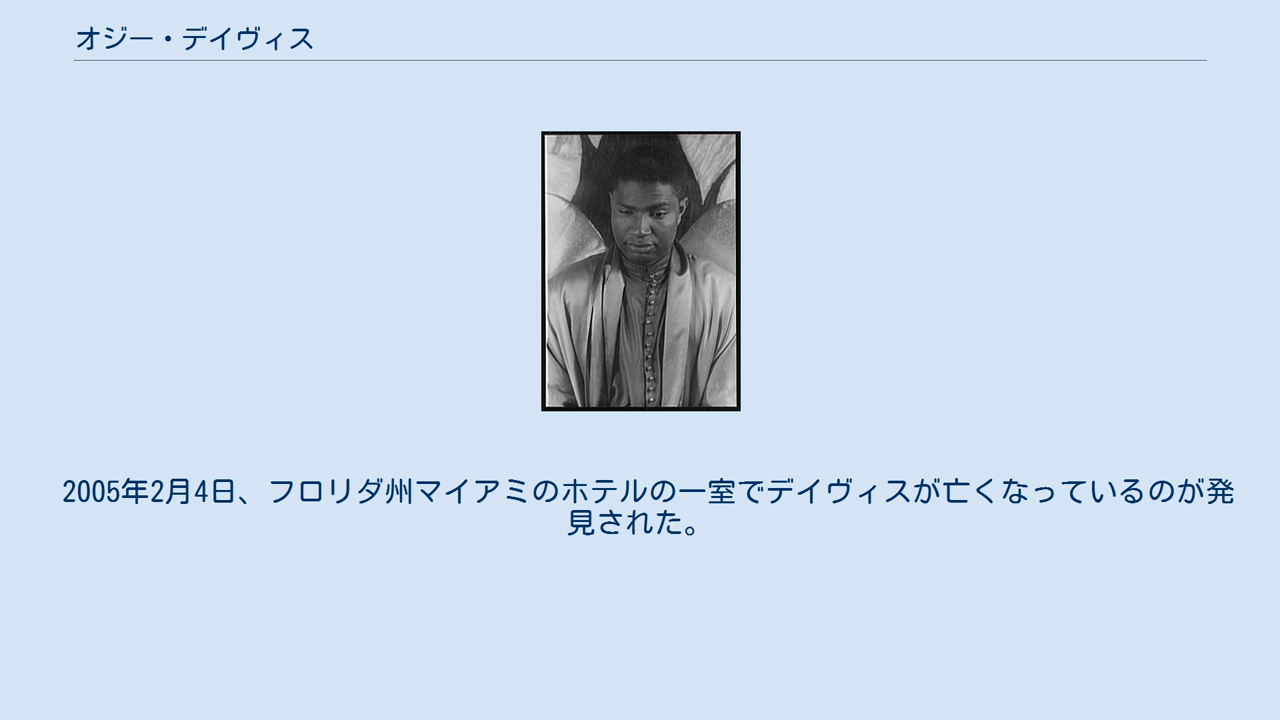 オジー・デイヴィス
2005年2月4日、フロリダ州マイアミのホテルの一室でデイヴィスが亡くなっているのが発
見された。